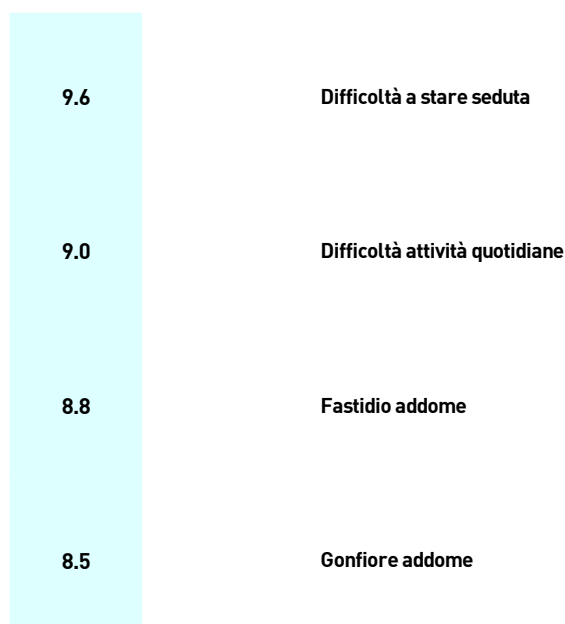 9.6 Difficoltà a stare seduta
9.0 Difficoltà attività quotidiane
8.8 Fastidio addome
8.5 Gonfiore addome